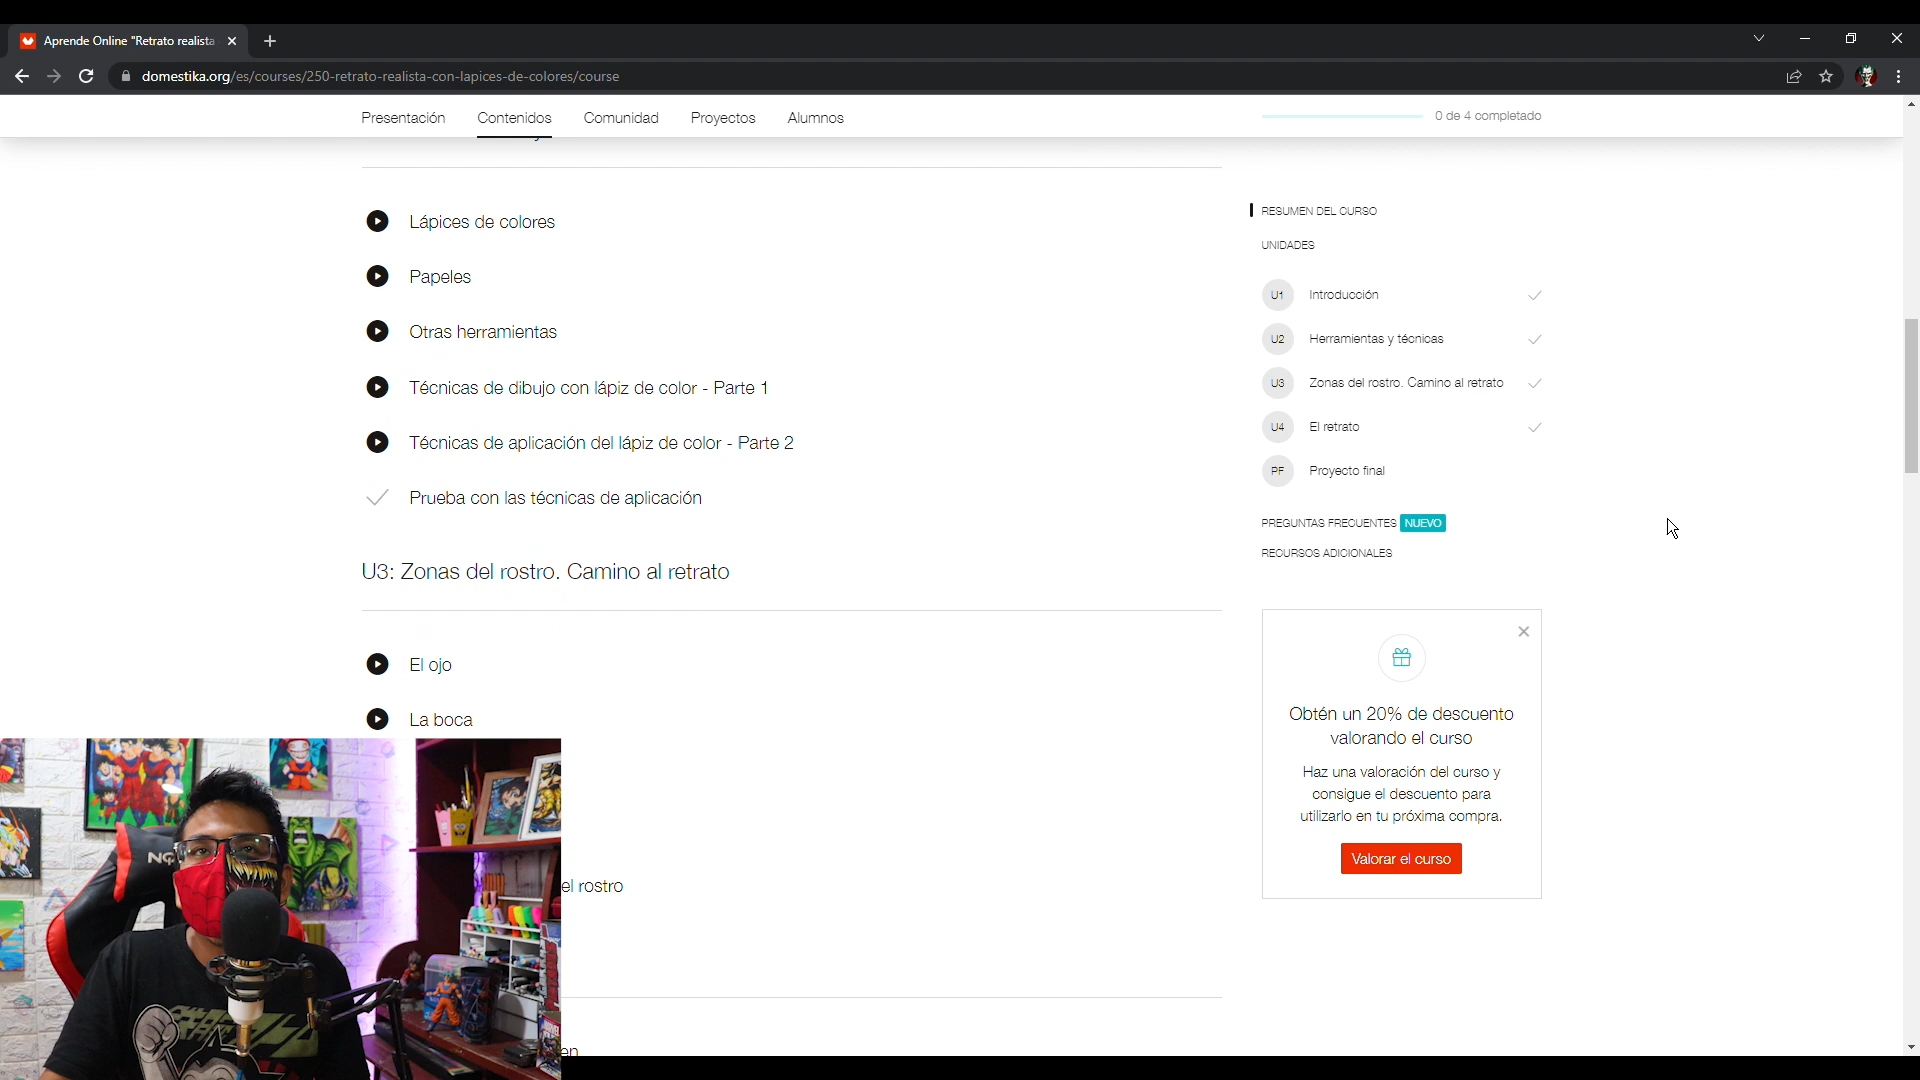 Aprende Online "Retrato realista
domestika.org/es/courses/250-retrato-realista-con-lapices-de-colores/course
Presentación
Contenidos
Comunidad
Proyectos
Alumnos
0 de 4 completado
Lápices de colores
Papeles
Otras herramientas
Técnicas de dibujo con lápiz de color - Parte 1
Técnicas de aplicación del lápiz de color - Parte 2
Prueba con las técnicas de aplicación
U3: Zonas del rostro. Camino al retrato
El ojo
La boca
el rostro
en
RESUMEN DEL CURSO
UNIDADES
U1 Introducción
U2 Herramientas y técnicas
U3 Zonas del rostro. Camino al retrato
U4 El retrato
PF Proyecto final
PREGUNTAS FRECUENTES NUEVO
RECURSOS ADICIONALES
Obtén un 20% de descuento
valorando el curso
Haz una valoración del curso y
consigue el descuento para
utilizarlo en tu próxima compra.
Valorar el curso